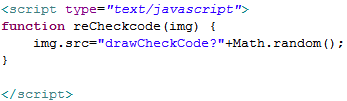 <script type="text/javascript">
function reCheckcode(img) {
    img.src="drawCheckCode?"+Math.random();
}
</script>